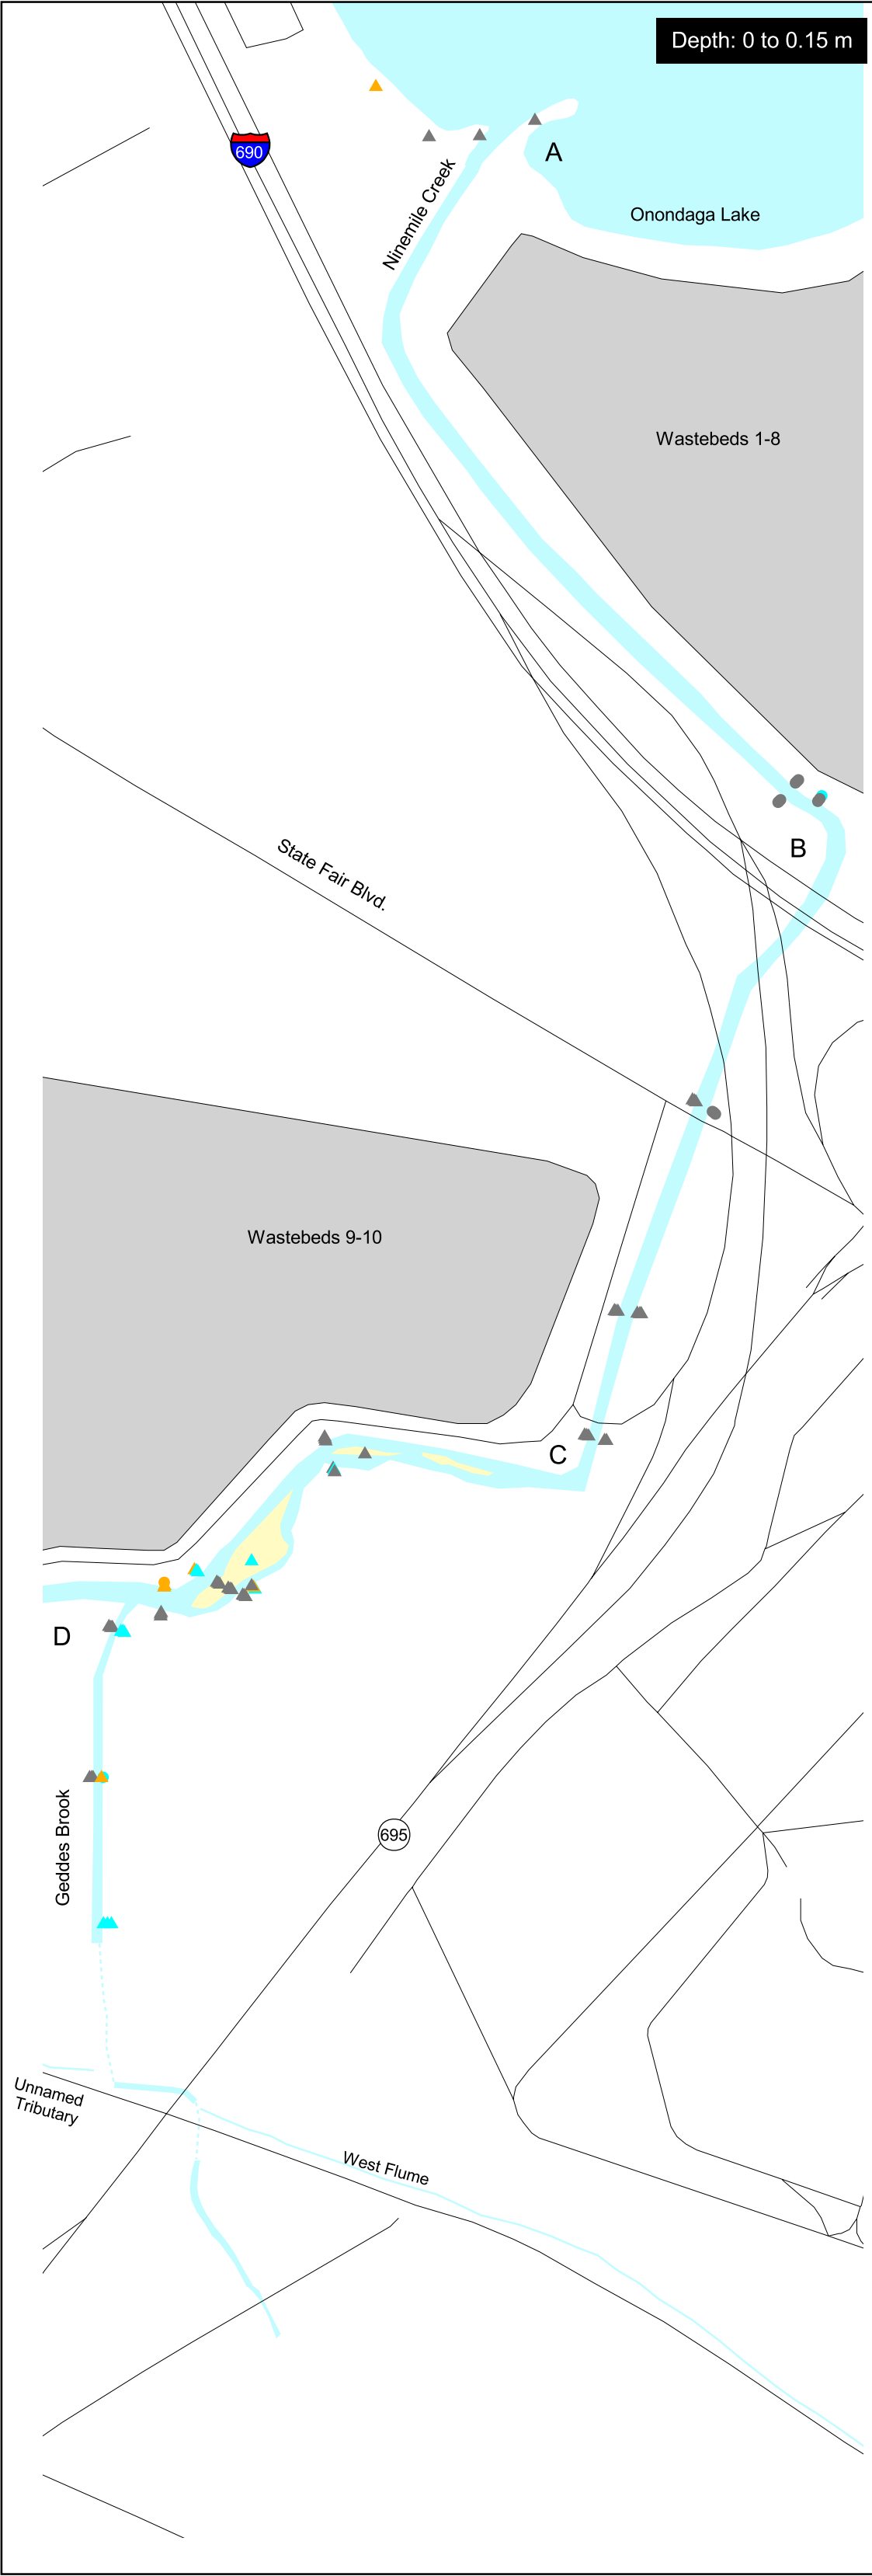 Depth: 0 to 0.15 m
690
A
Ninemile Creek
Onondaga Lake
Wastebeds 1-8
B
State Fair Blvd.
Wastebeds 9-10
C
D
Geddes Brook
695
Unnamed
Tributary
West Flume